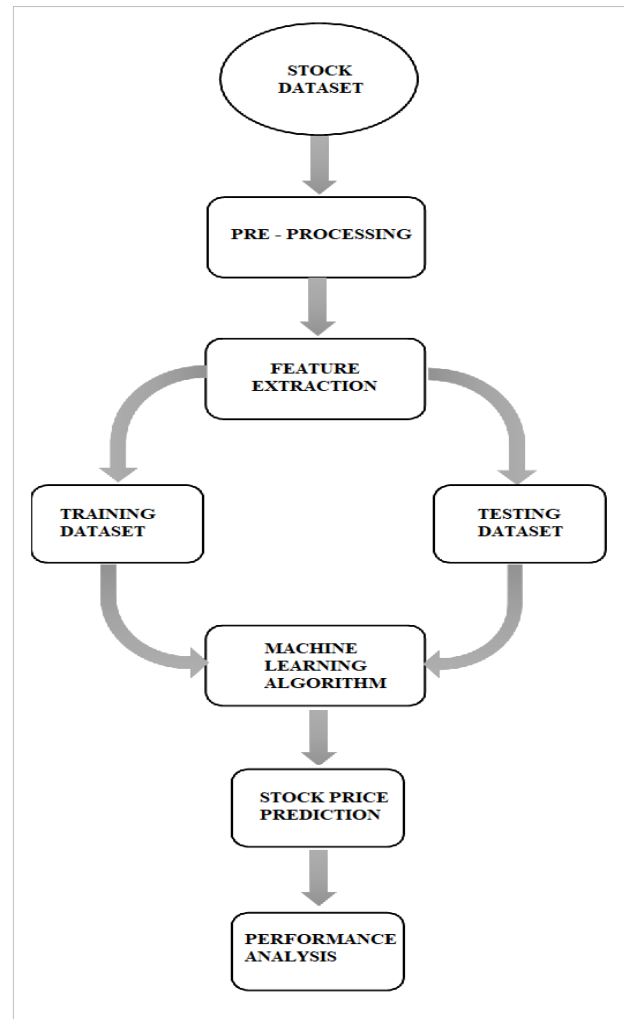 STOCK
DATASET
PRE - PROCESSING
FEATURE
EXTRACTION
TRAINING
DATASET
TESTING
DATASET
MACHINE
LEARNING
ALGORITHM
STOCK PRICE
PREDICTION
PERFORMANCE
ANALYSIS